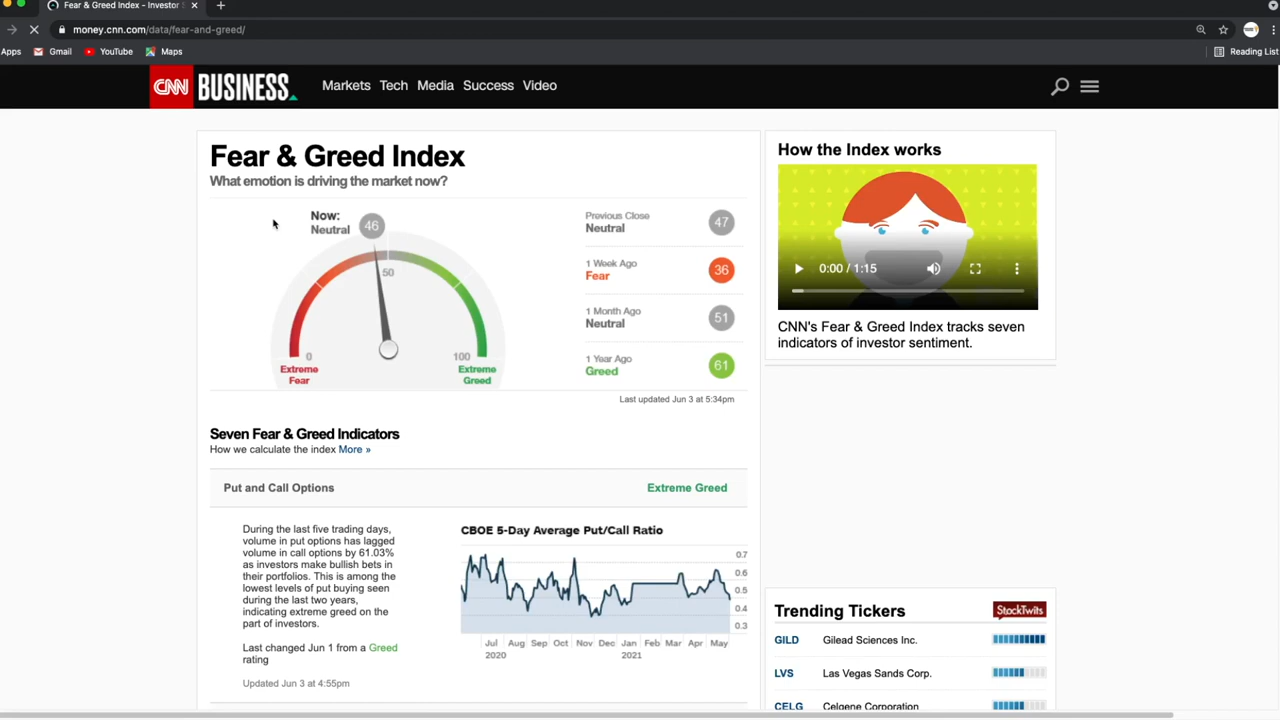 Fear & Greed Index - Investor
money.cnn.com/data/fear-and-greed/
Apps Gmail YouTube Maps Reading List
CNN BUSINESS Markets Tech Media Success Video
Fear & Greed Index
What emotion is driving the market now?
Now:
Neutral
46
50
0
100
Extreme
Fear
Extreme
Greed
Previous Close
Neutral
47
1 Week Ago
Fear
36
1 Month Ago
Neutral
51
1 Year Ago
Greed
61
Last updated Jun 3 at 5:34pm
Seven Fear & Greed Indicators
How we calculate the index More »
Put and Call Options Extreme Greed
During the last five trading days,
volume in put options has lagged
volume in call options by 61.03%
as investors make bullish bets in
their portfolios. This is among the
lowest levels of put buying seen
during the last two years,
indicating extreme greed on the
part of investors.
Last changed Jun 1 from a Greed
rating
Updated Jun 3 at 4:55pm
CBOE 5-Day Average Put/Call Ratio
0.7
0.6
0.5
0.4
0.3
Jul Aug Sep Oct Nov Dec Jan Feb Mar Apr May
2020 2021
How the Index works
0:00 / 1:15
CNN's Fear & Greed Index tracks seven
indicators of investor sentiment.
Trending Tickers StockTwits
GILD Gilead Sciences Inc.
LVS Las Vegas Sands Corp.
CELG Celgene Corporation